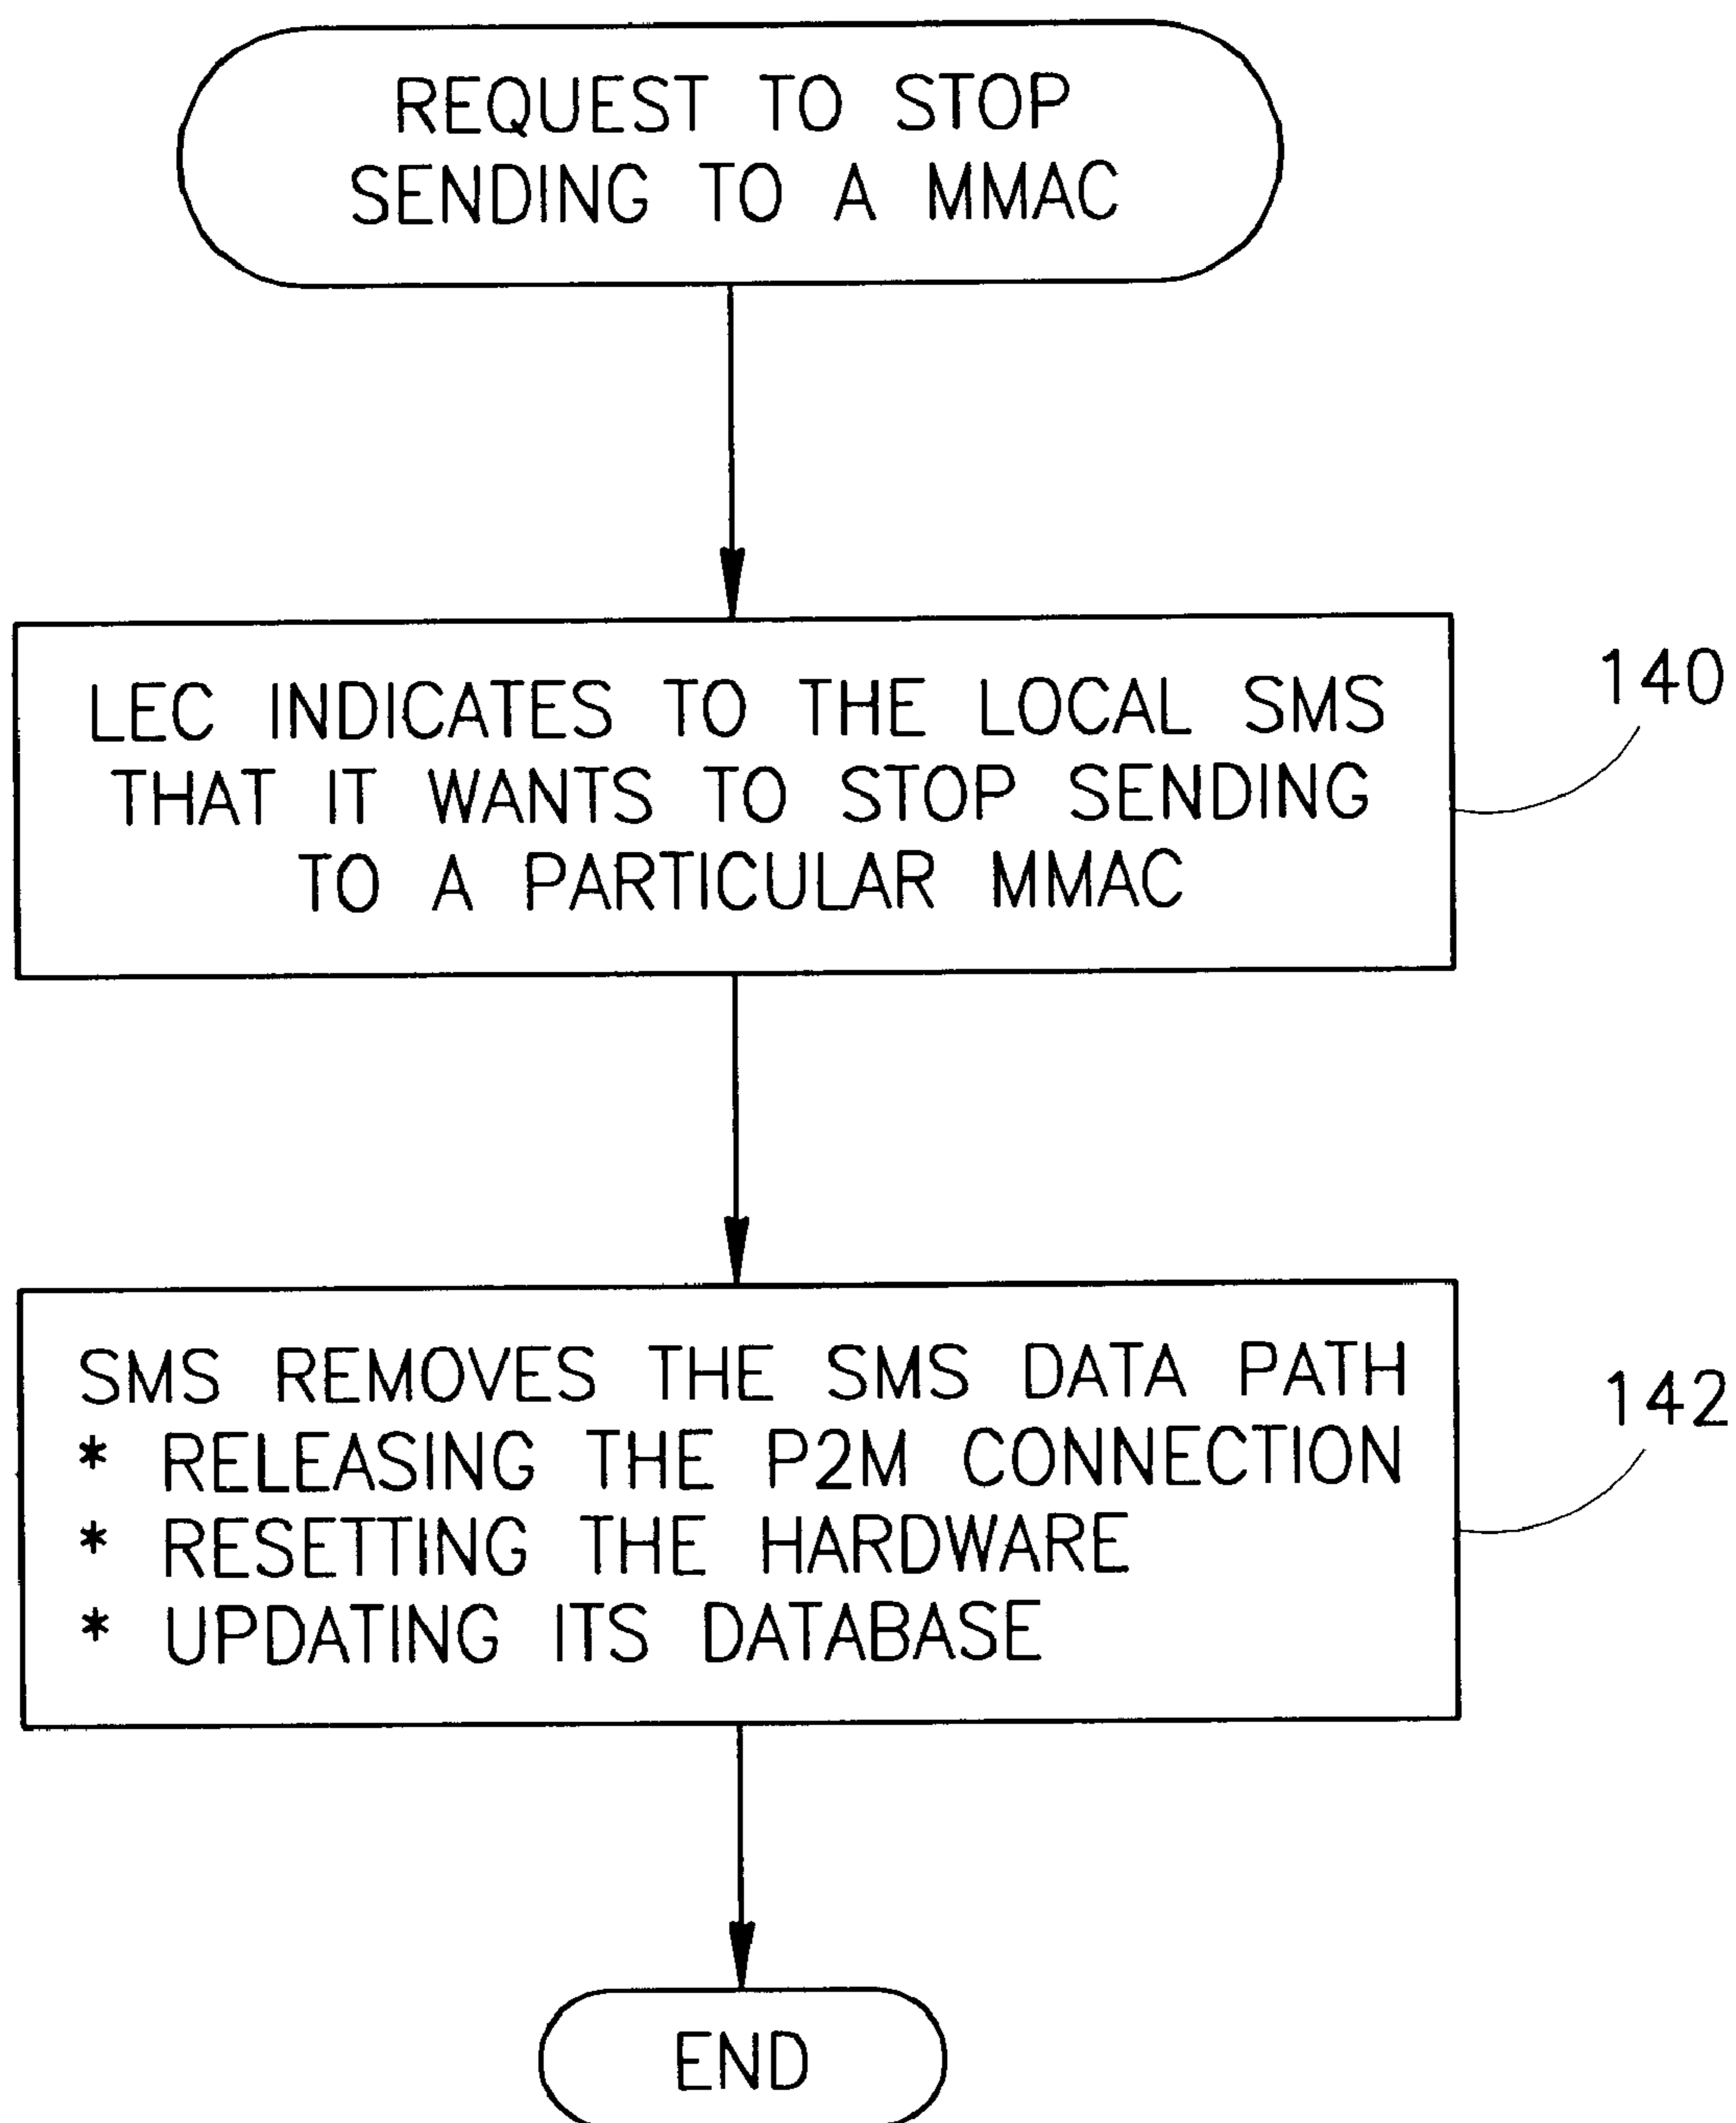 REQUEST TO STOP
SENDING TO A MMAC
LEC INDICATES TO THE LOCAL SMS
THAT IT WANTS TO STOP SENDING
TO A PARTICULAR MMAC
140
SMS REMOVES THE SMS DATA PATH
* RELEASING THE P2M CONNECTION
* RESETTING THE HARDWARE
* UPDATING ITS DATABASE
142
END